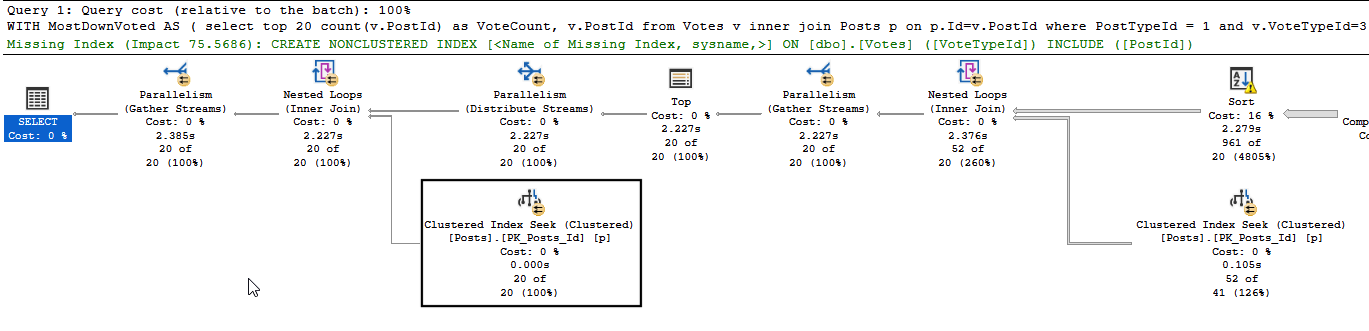 Query 1: Query cost (relative to the batch): 100%
WITH MostDownVoted AS ( select top 20 count(v.PostId) as VoteCount, v.PostId from Votes v inner join Posts p on p.Id=v.PostId where PostTypeId = 1 and v.VoteTypeId=3
Missing Index (Impact 75.5686): CREATE NONCLUSTERED INDEX [<Name of Missing Index, sysname,>] ON [dbo].[Votes] ([VoteTypeId]) INCLUDE ([PostId])
SELECT
Cost: 0 %
Parallelism
(Gather Streams)
Cost: 0 %
2.385s
20 of
20 (100%)
Nested Loops
(Inner Join)
Cost: 0 %
2.227s
20 of
20 (100%)
Parallelism
(Distribute Streams)
Cost: 0 %
2.227s
20 of
20 (100%)
Top
Cost: 0 %
2.227s
20 of
20 (100%)
Parallelism
(Gather Streams)
Cost: 0 %
2.227s
20 of
20 (100%)
Nested Loops
(Inner Join)
Cost: 0 %
2.376s
52 of
20 (260%)
Sort
Cost: 16 %
2.279s
961 of
20 (4805%)
Comp
Co
Clustered Index Seek (Clustered)
[Posts].[PK_Posts_Id] [p]
Cost: 0 %
0.000s
20 of
20 (100%)
Clustered Index Seek (Clustered)
[Posts].[PK_Posts_Id] [p]
Cost: 0 %
0.105s
52 of
41 (126%)